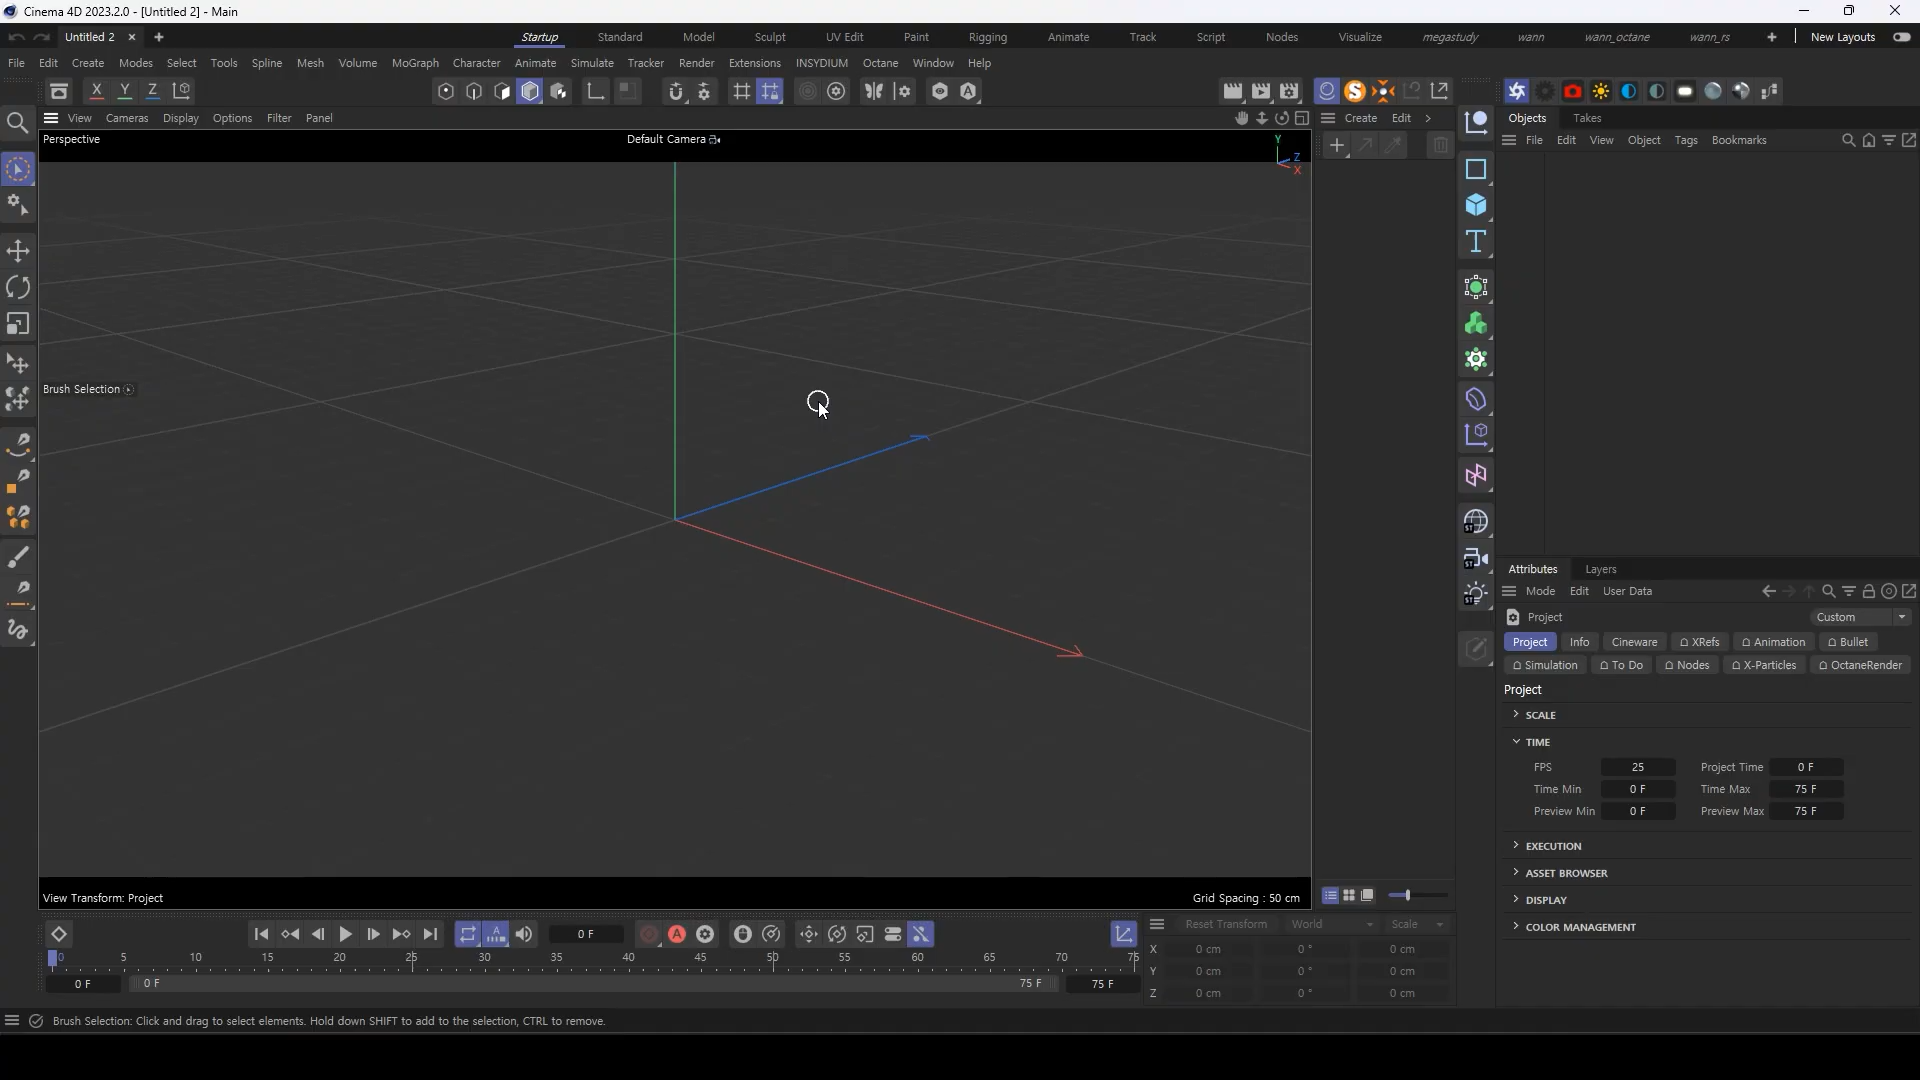 Cinema 4D 2023.2.0 - [Untitled 2] - Main
Untitled 2
Startup Standard Model Sculpt UV Edit Paint Rigging Animate Track Script Nodes Visualize megastudy wann wann_octane wann_rs New Layouts
File Edit Create Modes Select Tools Spline Mesh Volume MoGraph Character Animate Simulate Tracker Render Extensions INSYDIUM Octane Window Help
X Y Z
View Cameras Display Options Filter Panel
Create Edit
Objects Takes
Perspective
Default Camera
Y
Z
X
File Edit View Object Tags Bookmarks
Brush Selection
Attributes Layers
Mode Edit User Data
Project
Custom
Project Info Cineware XRefs Animation Bullet
Simulation To Do Nodes X-Particles OctaneRender
Project
SCALE
TIME
FPS 25 Project Time 0 F
Time Min 0 F Time Max 75 F
Preview Min 0 F Preview Max 75 F
EXECUTION
ASSET BROWSER
DISPLAY
COLOR MANAGEMENT
View Transform: Project
Grid Spacing : 50 cm
0 F
Reset Transform World Scale
0 5 10 15 20 25 30 35 40 45 50 55 60 65 70 75
0 F 0 F 75 F 75 F
X 0 cm 0 ° 0 cm
Y 0 cm 0 ° 0 cm
Z 0 cm 0 ° 0 cm
Brush Selection: Click and drag to select elements. Hold down SHIFT to add to the selection, CTRL to remove.